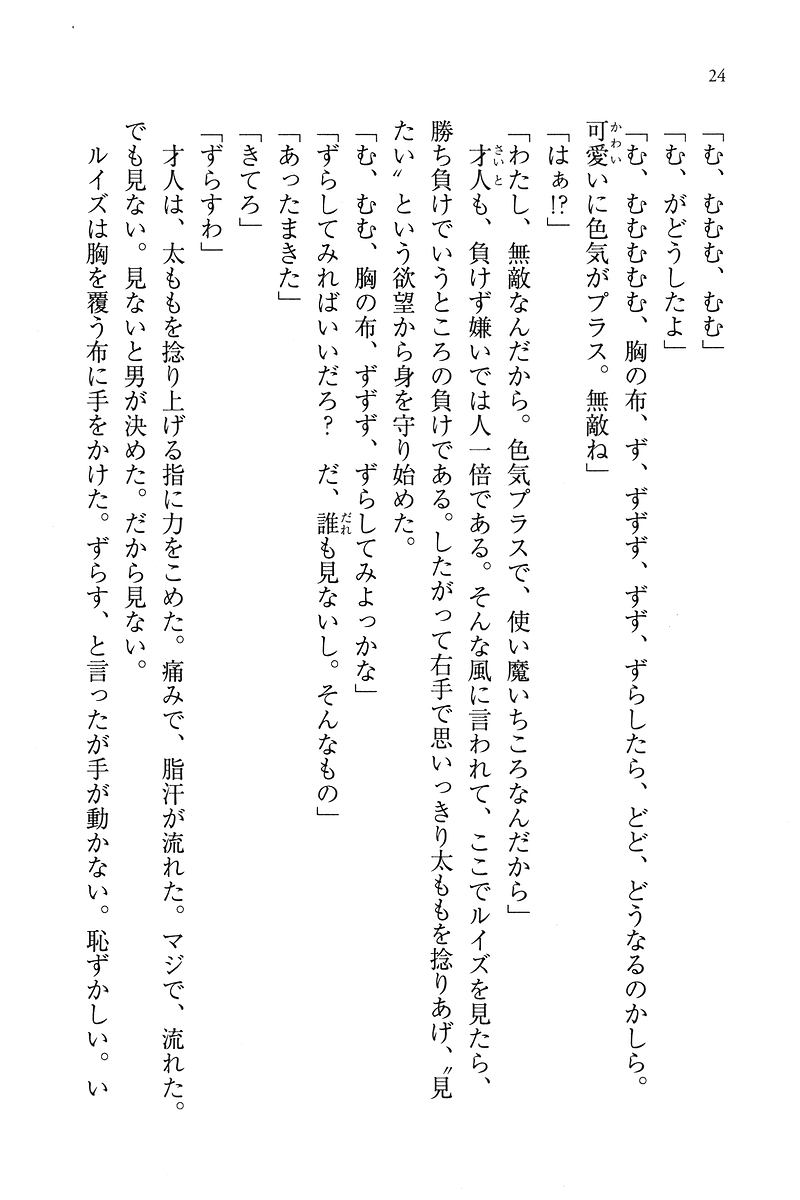 24
「む、むむむ、むむ」
「む、がどうしたよ」
「む、むむむむむ、胸の布、ず、ずずず、ずず、ずらしたら、どど、どうなるのかしら。
可愛いに色気がプラス。無敵ね」
「はぁ!?」
「わたし、無敵なんだから。色気プラスで、使い魔いちころなんだから」
才人も、負けず嫌いでは人一倍である。そんな風に言われて、ここでルイズを見たら、
勝ち負けでいうところの負けである。したがって右手で思いっきり太ももを捻りあげ、〝見
たい〟という欲望から身を守り始めた。
「む、むむ、胸の布、ずずず、ずらしてみよっかな」
「ずらしてみればいいだろ？　だ、誰も見ないし。そんなもの」
「あったまきた」
「きてろ」
「ずらすわ」
才人は、太ももを捻り上げる指に力をこめた。痛みで、脂汗が流れた。マジで、流れた。
でも見ない。見ないと男が決めた。だから見ない。
ルイズは胸を覆う布に手をかけた。ずらす、と言ったが手が動かない。恥ずかしい。い